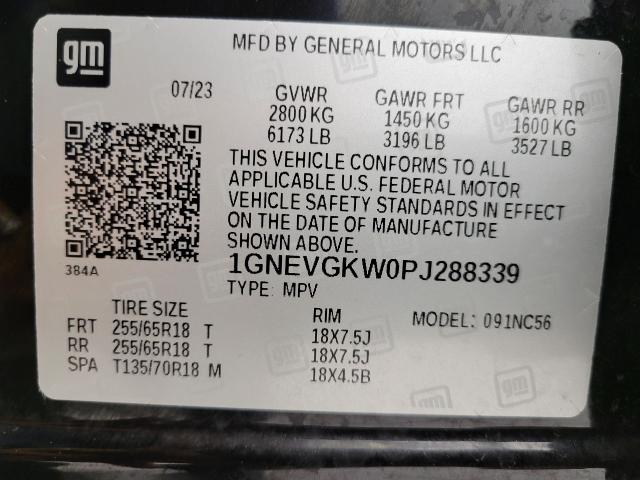 gm
MFD BY GENERAL MOTORS LLC
07/23 GVWR GAWR FRT GAWR RR
2800 KG 1450 KG 1600 KG
6173 LB 3196 LB 3527 LB
THIS VEHICLE CONFORMS TO ALL
APPLICABLE U.S. FEDERAL MOTOR
VEHICLE SAFETY STANDARDS IN EFFECT
ON THE DATE OF MANUFACTURE
SHOWN ABOVE.
384A
1GNEVGKW0PJ288339
TYPE: MPV
TIRE SIZE RIM MODEL: 091NC56
FRT 255/65R18 T 18X7.5J
RR 255/65R18 T 18X7.5J
SPA T135/70R18 M 18X4.5B